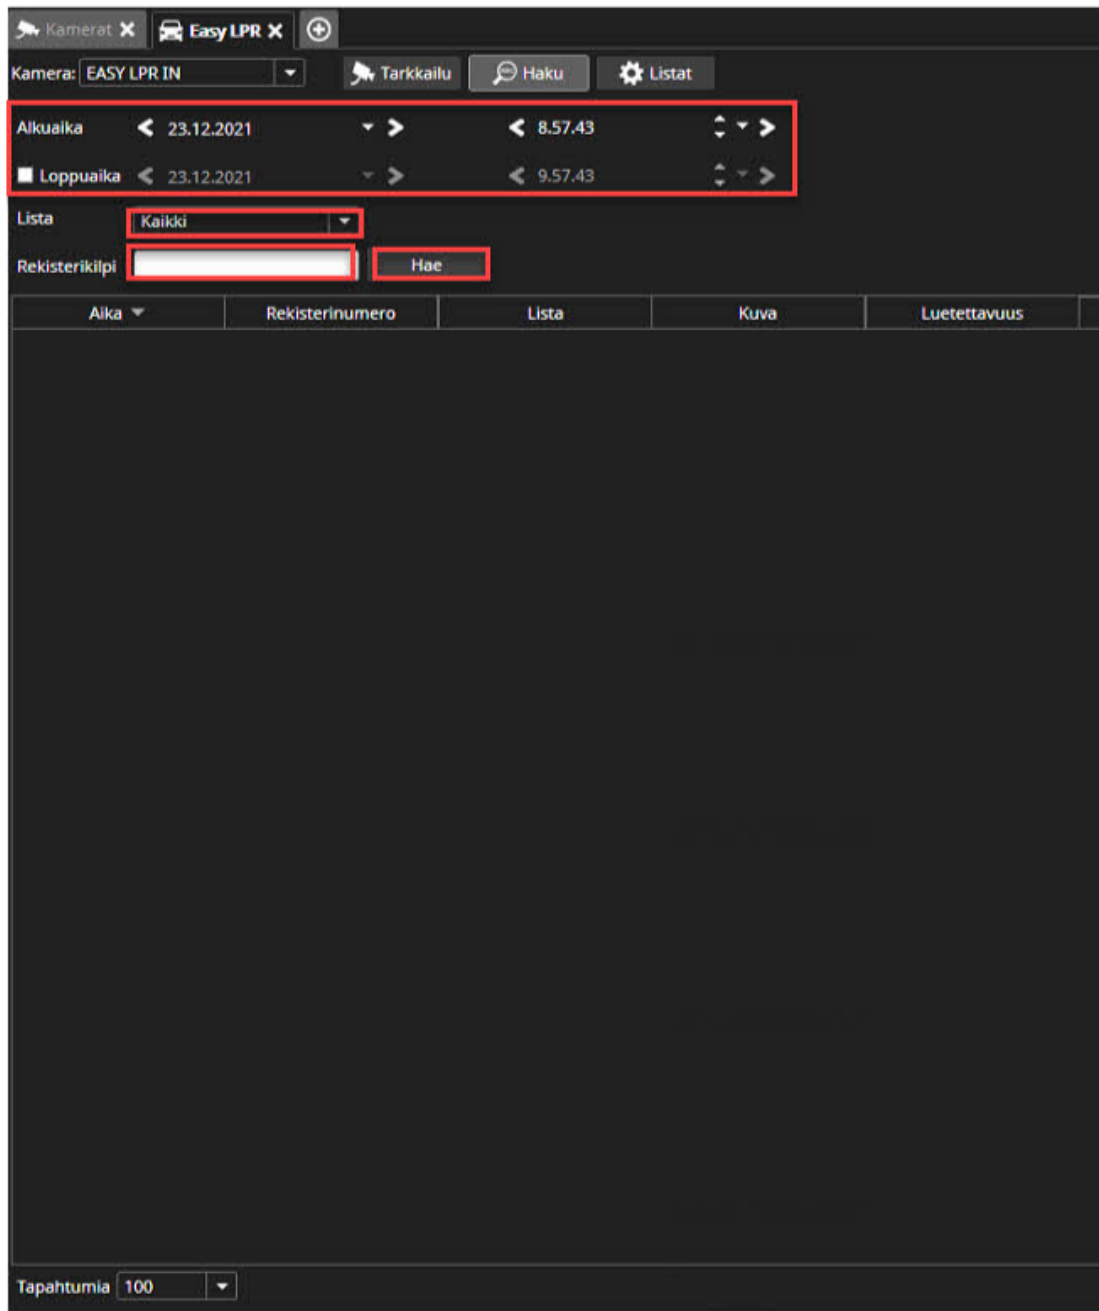 Kamerat Easy LPR
Kamera: EASY LPR IN Tarkkailu Haku Listat
Alkuaika 23.12.2021 8.57.43
Loppuaika 23.12.2021 9.57.43
Lista Kaikki
Rekisterikilpi Hae
Aika Rekisterinumero Lista Kuva Luetettavuus
Tapahtumia 100